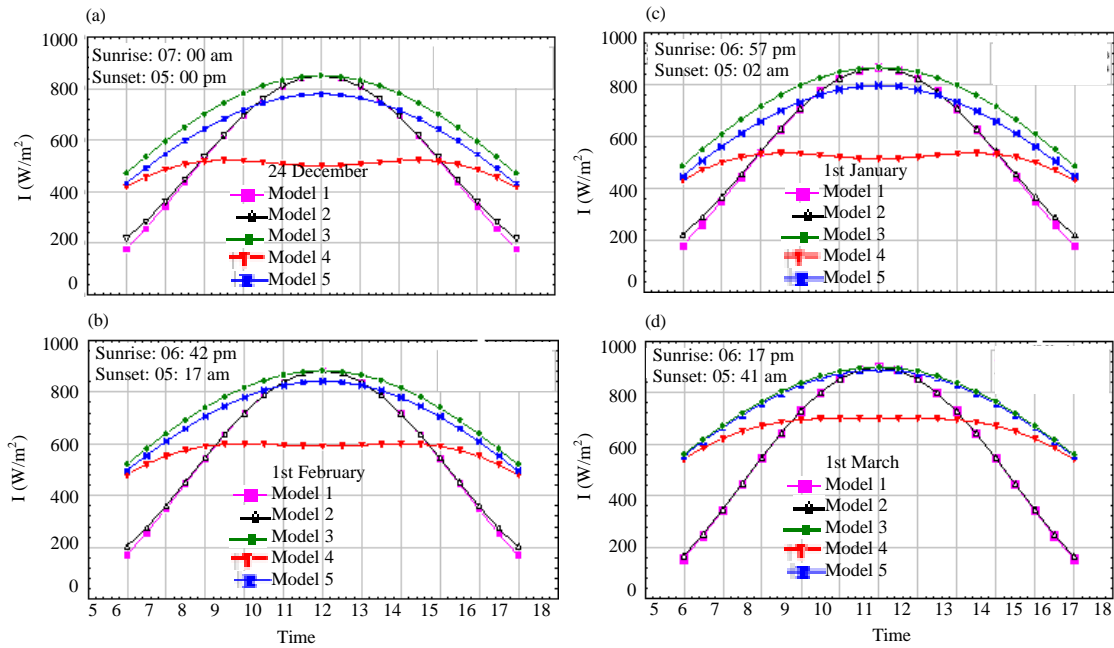 (a)
Sunrise: 07: 00 am
Sunset: 05: 00 pm
1000
800
600
400
200
0
I (W/m²)
24 December
Model 1
Model 2
Model 3
Model 4
Model 5
(c)
Sunrise: 06: 57 pm
Sunset: 05: 02 am
1000
800
600
400
200
0
I (W/m²)
1st January
Model 1
Model 2
Model 3
Model 4
Model 5
(b)
Sunrise: 06: 42 pm
Sunset: 05: 17 am
1000
800
600
400
200
0
I (W/m²)
1st February
Model 1
Model 2
Model 3
Model 4
Model 5
5 6 7 8 9 10 11 12 13 14 15 16 17 18
Time
(d)
Sunrise: 06: 17 pm
Sunset: 05: 41 am
1000
800
600
400
200
0
I (W/m²)
1st March
Model 1
Model 2
Model 3
Model 4
Model 5
5 6 7 8 9 10 11 12 13 14 15 16 17 18
Time